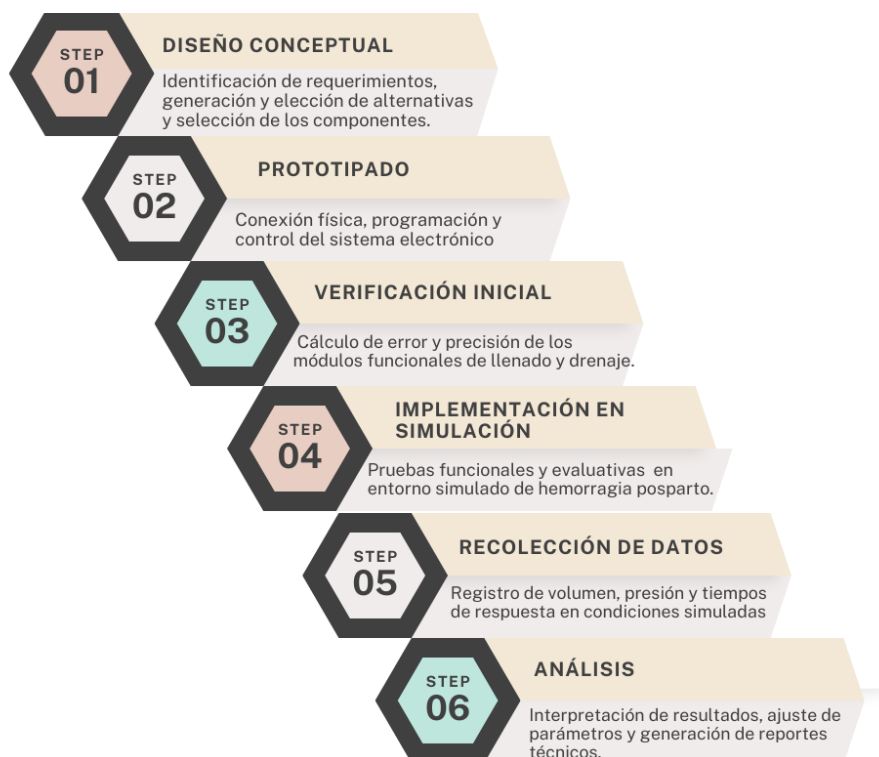 STEP
01
DISEÑO CONCEPTUAL
Identificación de requerimientos,
generación y elección de alternativas
y selección de los componentes.
STEP
02
PROTOTIPADO
Conexión física, programación y
control del sistema electrónico
STEP
03
VERIFICACIÓN INICIAL
Cálculo de error y precisión de los
módulos funcionales de llenado y drenaje.
STEP
04
IMPLEMENTACIÓN EN
SIMULACIÓN
Pruebas funcionales y evaluativas en
entorno simulado de hemorragia posparto.
STEP
05
RECOLECCIÓN DE DATOS
Registro de volumen, presión y tiempos
de respuesta en condiciones simuladas
STEP
06
ANÁLISIS
Interpretación de resultados, ajuste de
parámetros y generación de reportes
técnicos.